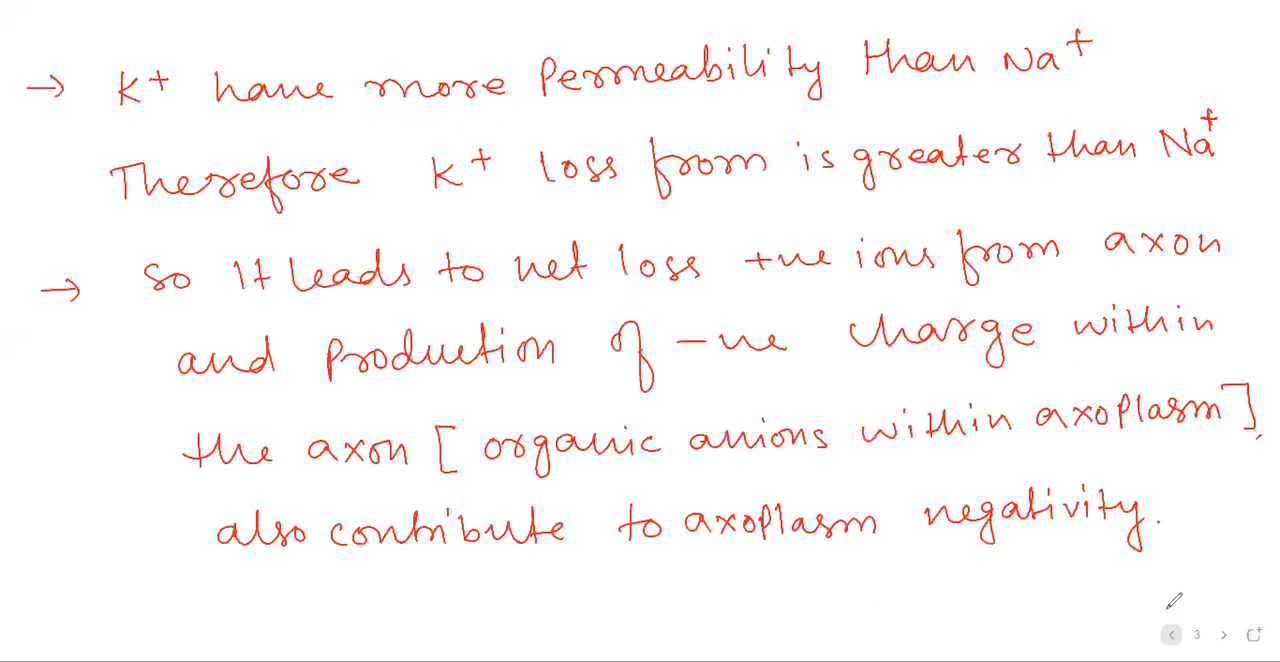 → K+ have more Permeability than Na+
Therefore K+ loss from is greater than Na+
→ so It leads to net loss +ve ions from axon
and Production of -ve charge within
the axon [ organic anions within axoplasm ]
also contribute to axoplasm negativity.
3